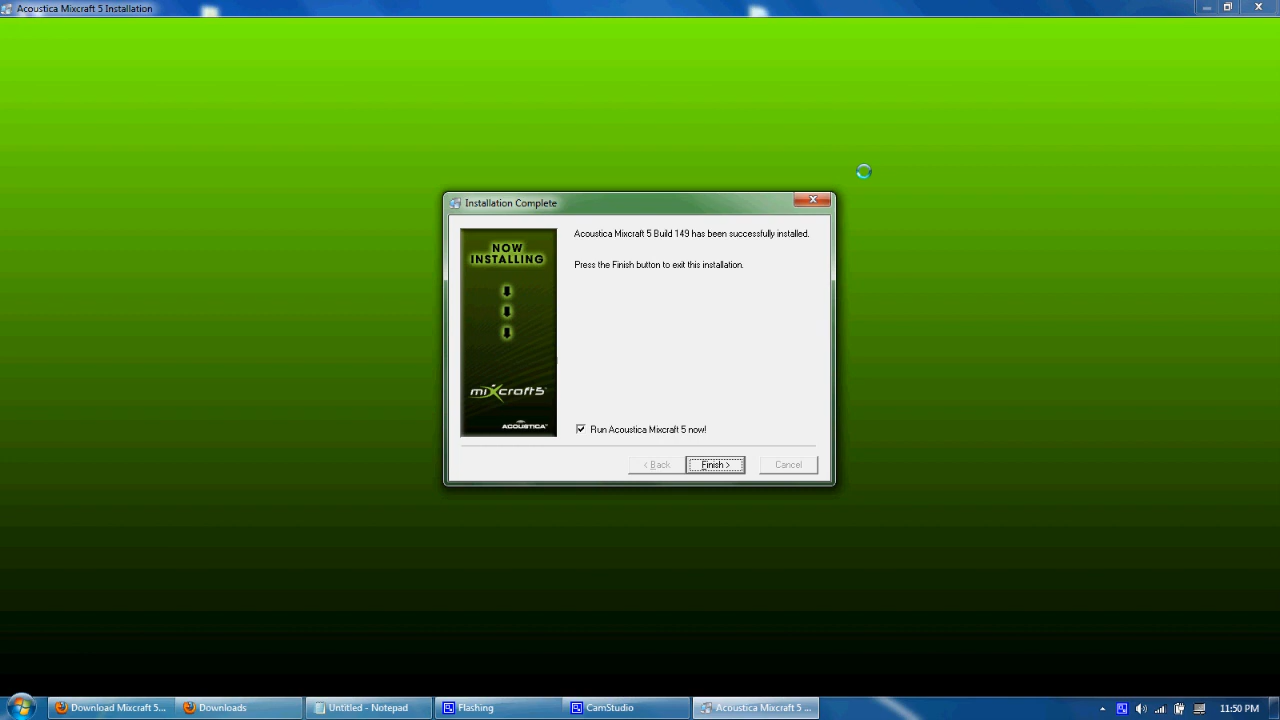 Acoustica Mixcraft 5 Installation
Installation Complete
NOW
INSTALLING
mixcraft5
ACOUSTICA
Acoustica Mixcraft 5 Build 149 has been successfully installed.
Press the Finish button to exit this installation.
Run Acoustica Mixcraft 5 now!
< Back
Finish >
Cancel
Download Mixcraft 5...
Downloads
Untitled - Notepad
Flashing
CamStudio
Acoustica Mixcraft 5 ...
11:50 PM